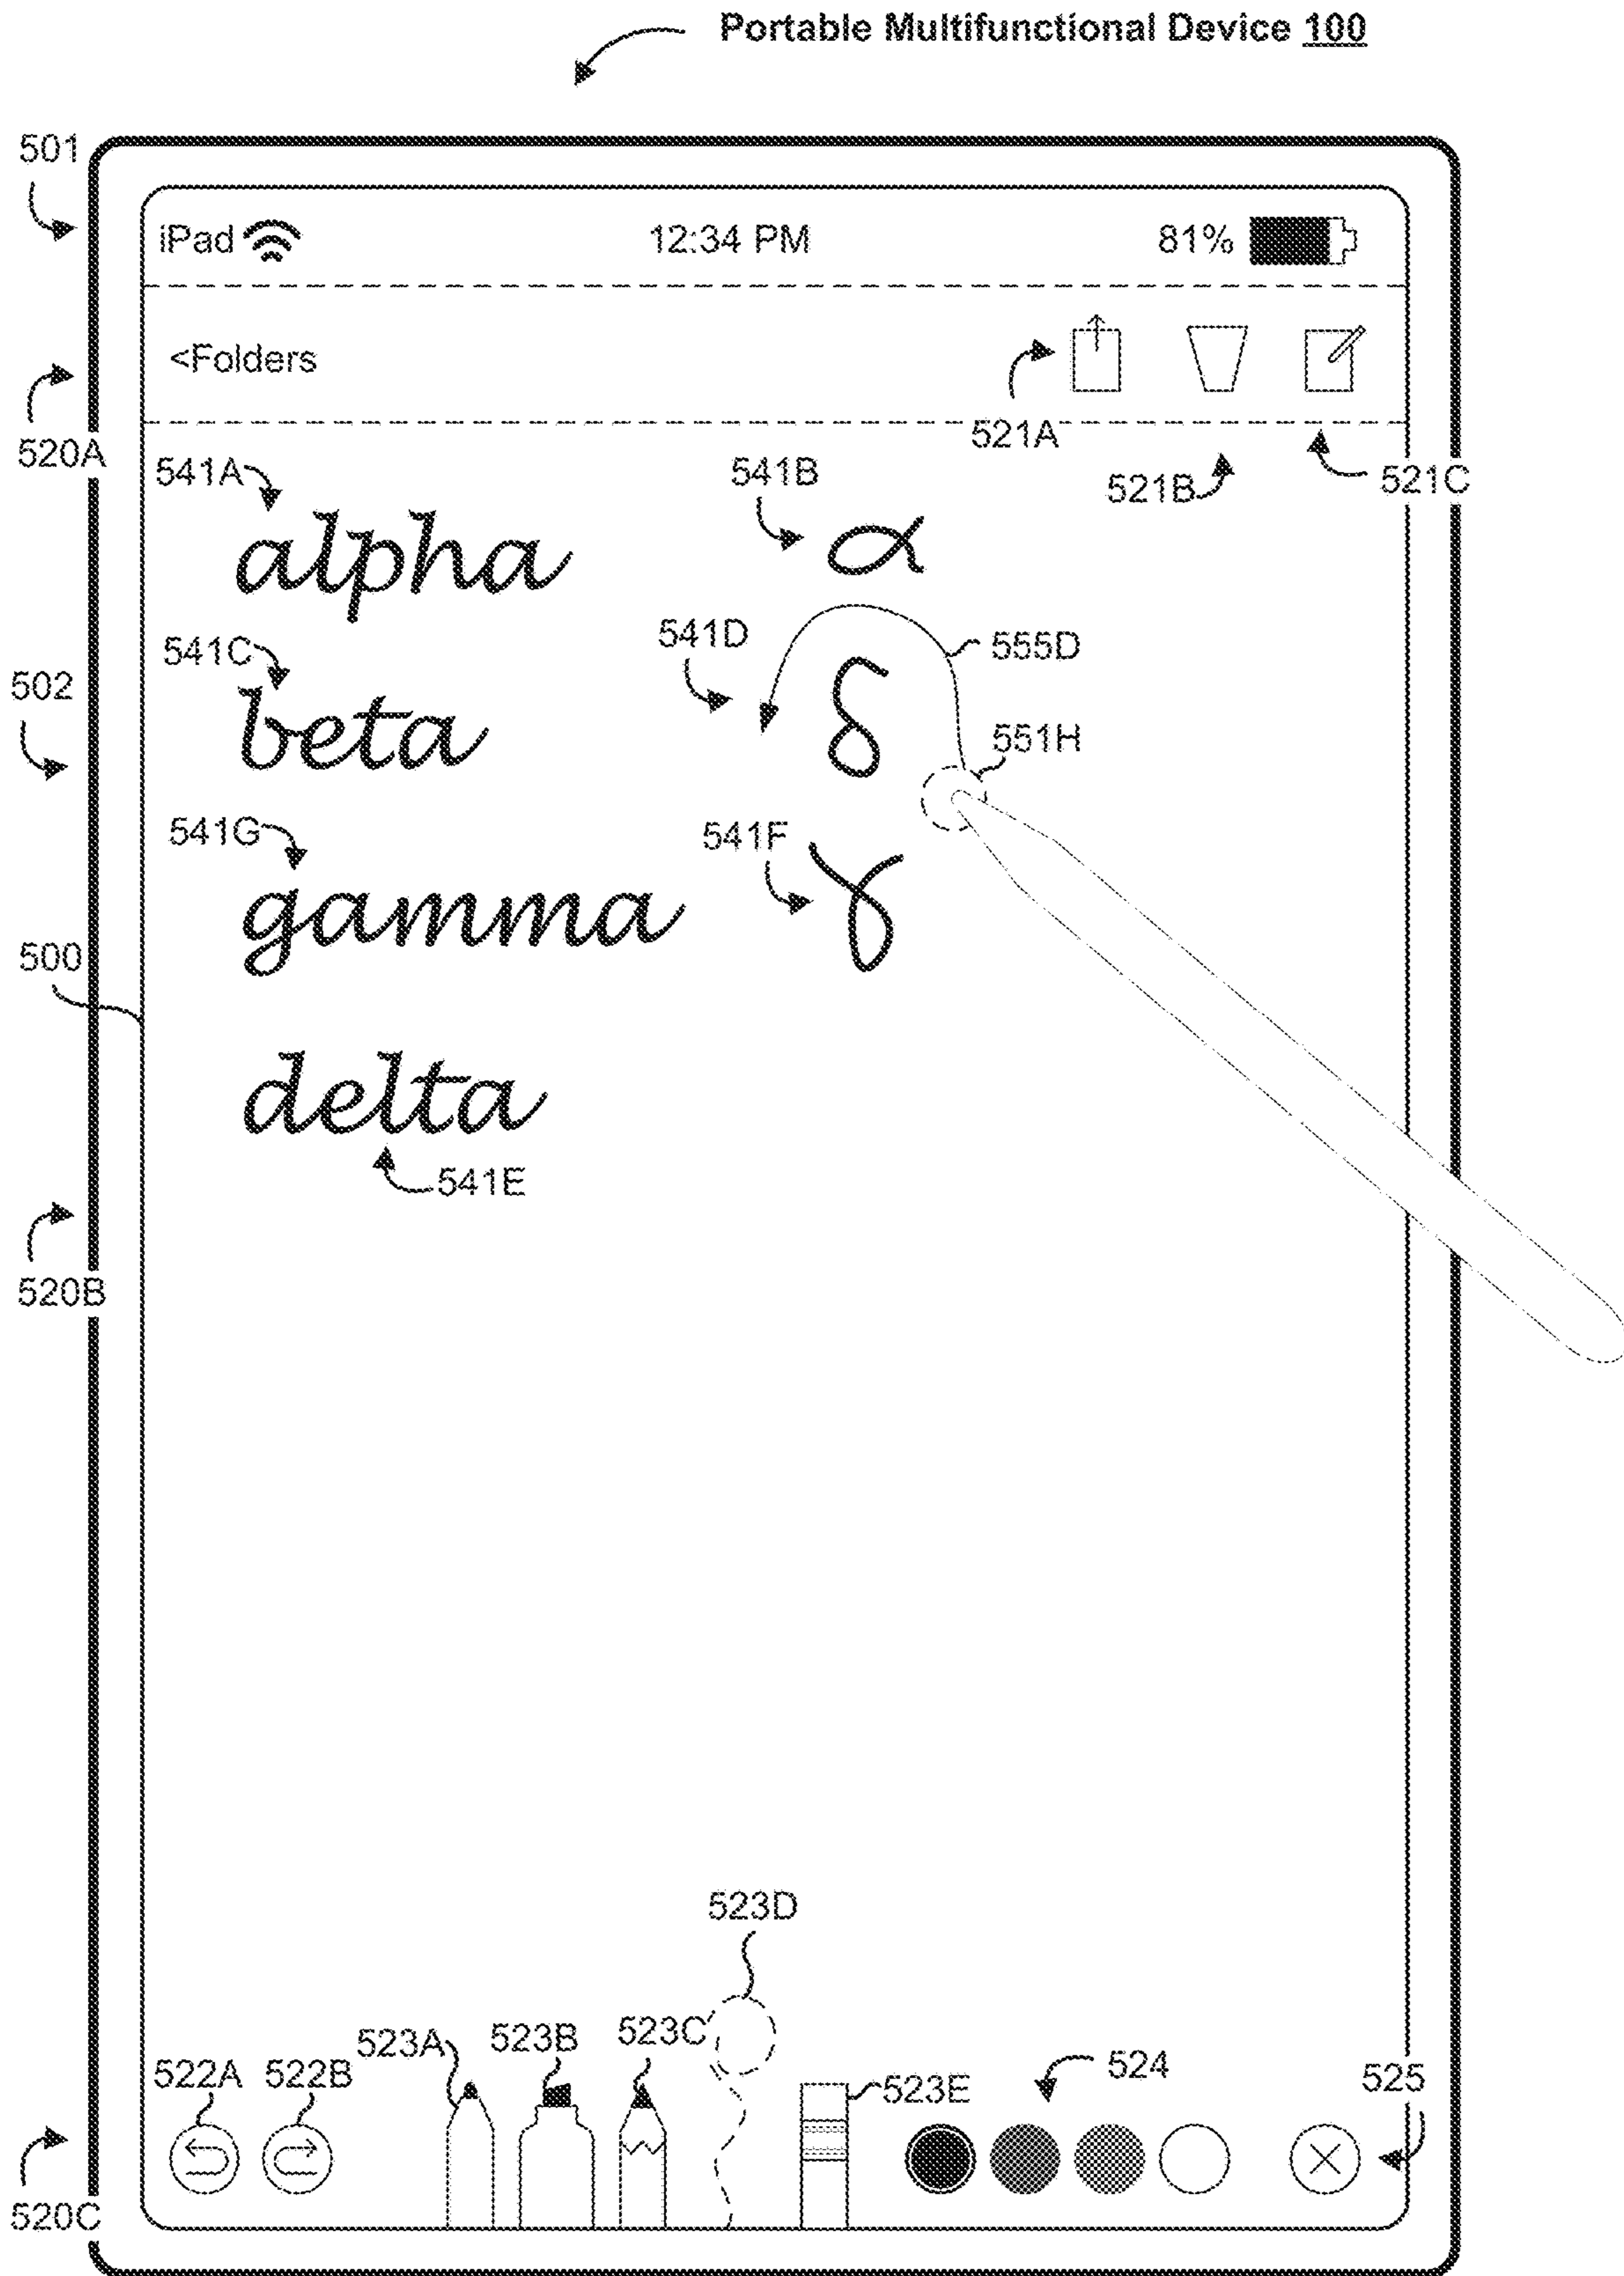 Portable Multifunctional Device 100
501
iPad 12:34 PM 81%
<Folders
520A 521A
521B 521C
541A 541B
alpha α
541C 541D 555D
502
beta δ
551H
541G 541F
gamma γ
500
delta
541E
520B
523D
523A 523B 523C
522A 522B 523E 524 525
520C